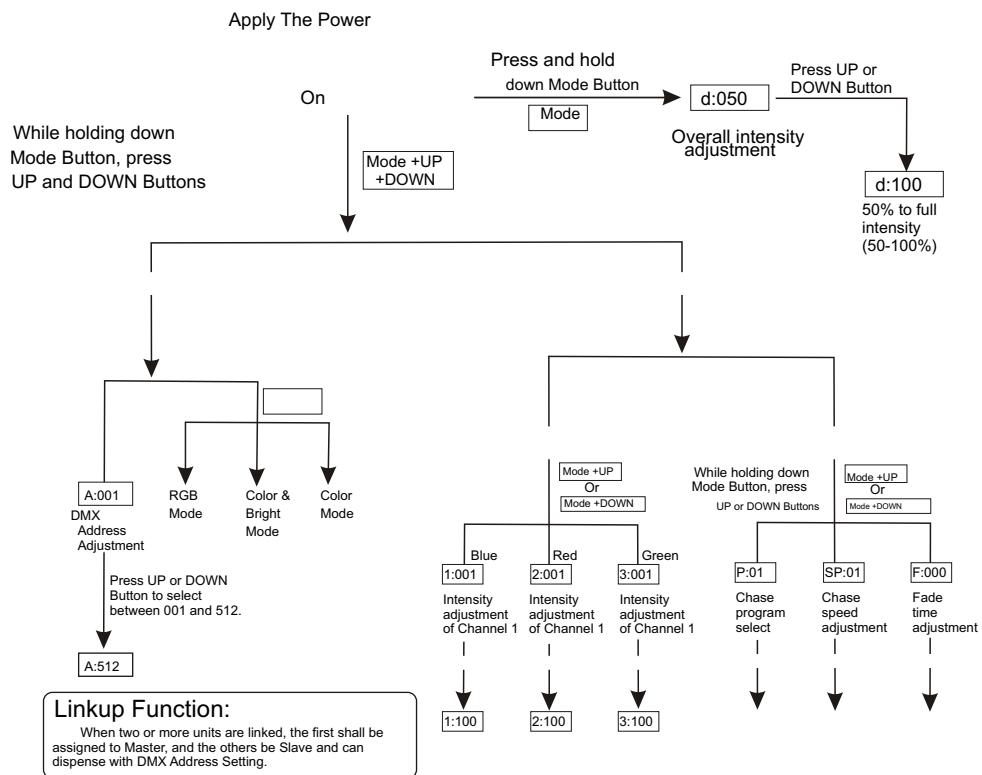 Apply The Power
Press and hold
down Mode Button
Mode
d:050
Overall intensity
adjustment
Press UP or
DOWN Button
d:100
50% to full
intensity
(50-100%)
On
While holding down
Mode Button, press
UP and DOWN Buttons
Mode +UP
+DOWN
A:001
DMX
Address
Adjustment
RGB
Mode
Color &
Bright
Mode
Color
Mode
Press UP or DOWN
Button to select
between 001 and 512.
A:512
Mode +UP
Or
Mode +DOWN
Blue
1:001
Intensity
adjustment
of Channel 1
1:100
Red
2:001
Intensity
adjustment
of Channel 1
2:100
Green
3:001
Intensity
adjustment
of Channel 1
3:100
While holding down
Mode Button, press
UP or DOWN Buttons
Mode +UP
Or
Mode +DOWN
P:01
Chase
program
select
SP:01
Chase
speed
adjustment
F:000
Fade
time
adjustment
Linkup Function:
When two or more units are linked, the first shall be
assigned to Master, and the others be Slave and can
dispense with DMX Address Setting.